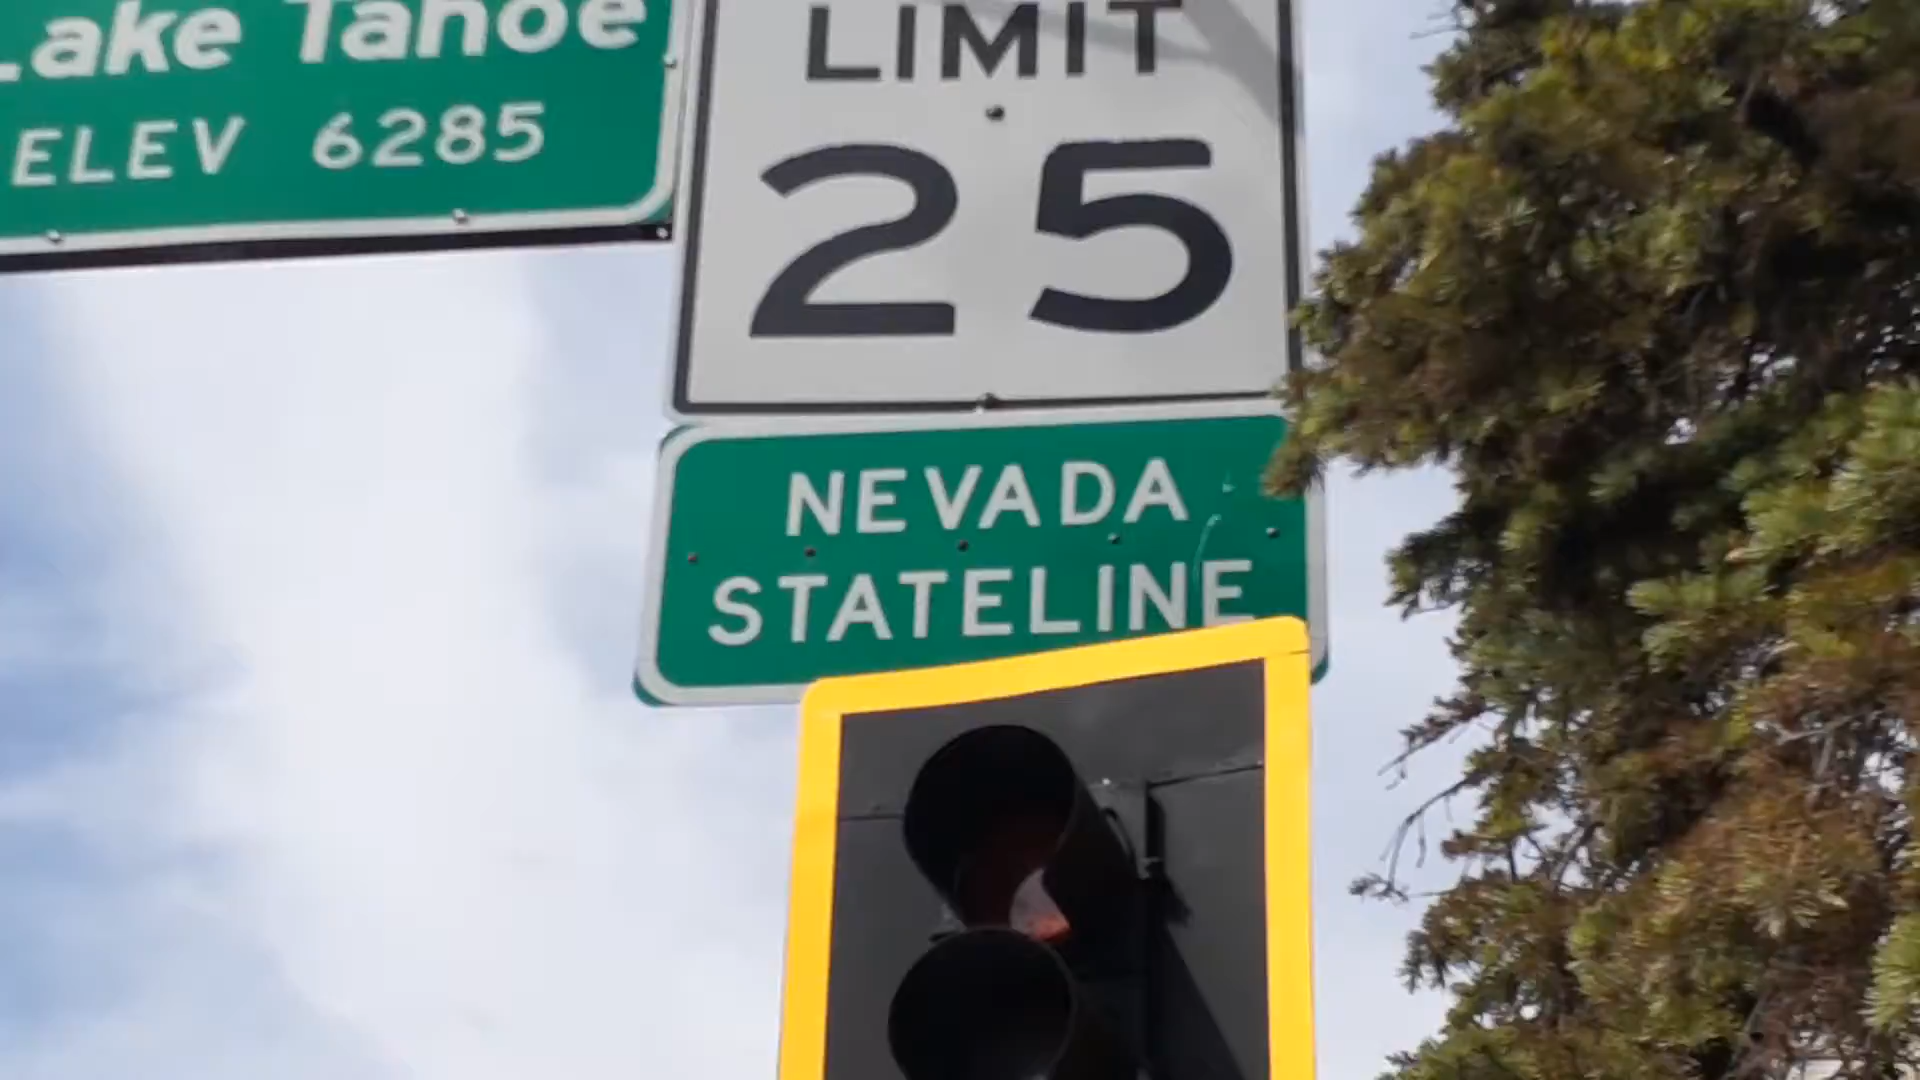 Lake Tahoe
ELEV 6285
LIMIT
25
NEVADA
STATELINE